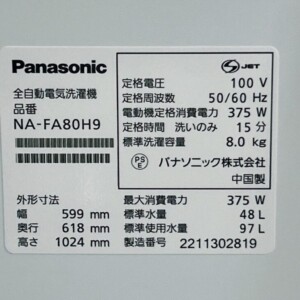 Panasonic
全自動電気洗濯機
品番
NA-FA80H9
外形寸法
幅 599 mm
奥行 618 mm
高さ 1024 mm
S JET
定格電圧 100 V
定格周波数 50/60 Hz
電動機定格消費電力 375 W
定格時間 洗いのみ 15 分
標準洗濯容量 8.0 kg
PS E パナソニック株式会社
中国製
最大消費電力 375 W
標準水量 48 L
標準使用水量 97 L
製造番号 2211302819